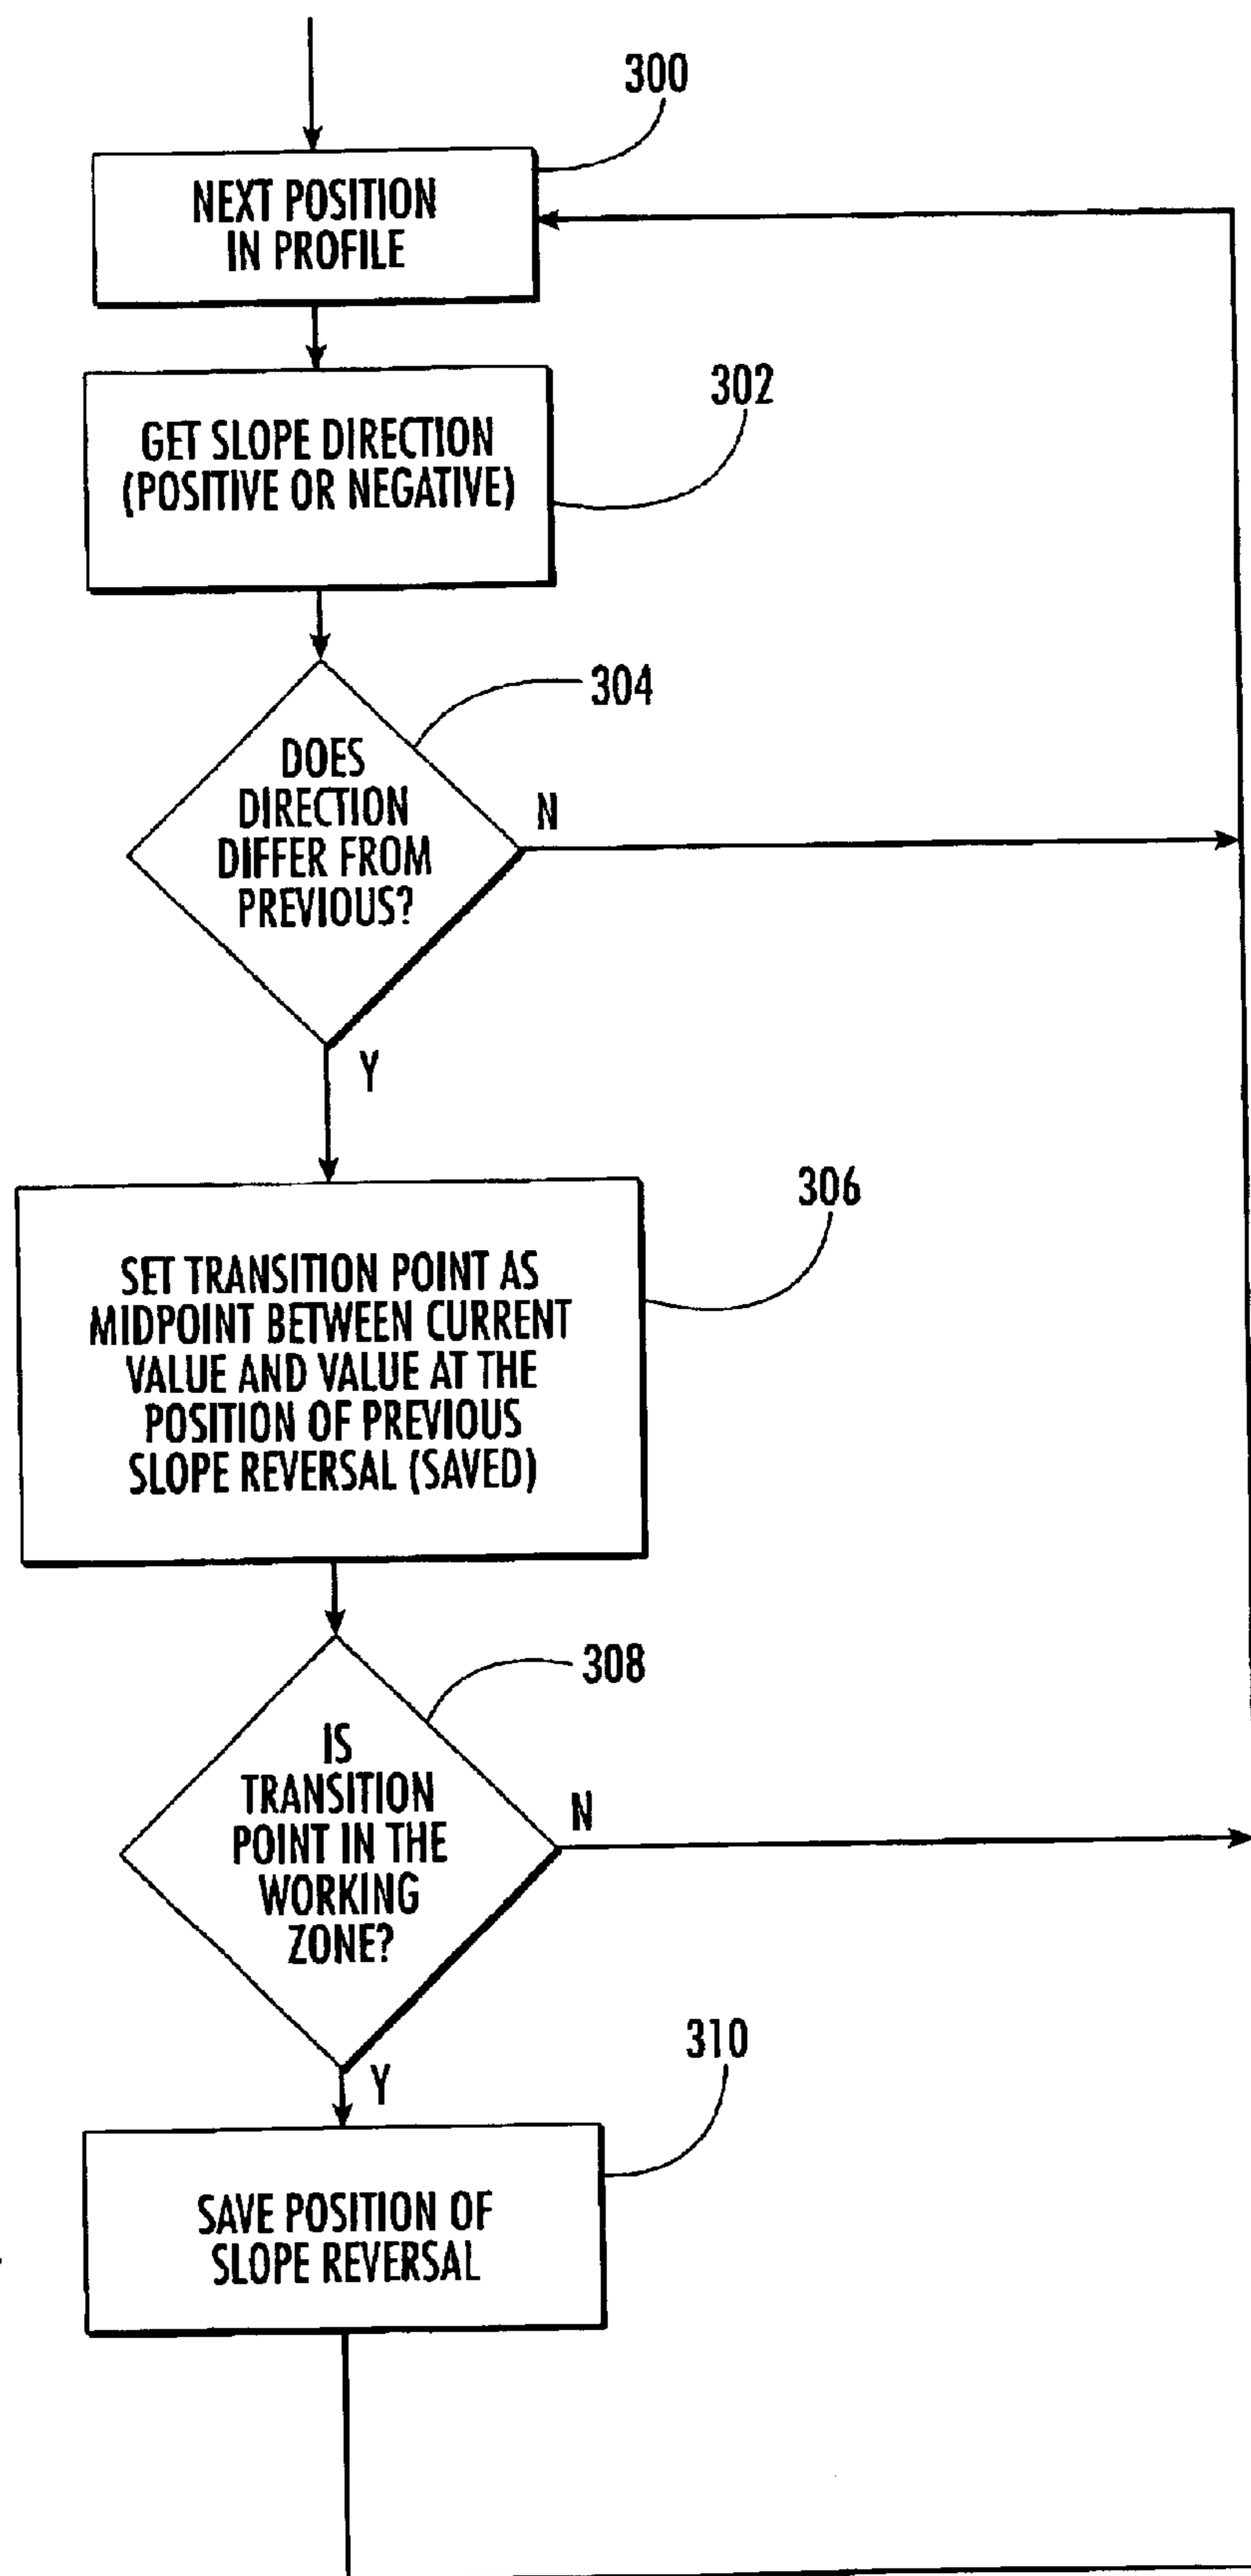 300
NEXT POSITION
IN PROFILE
302
GET SLOPE DIRECTION
(POSITIVE OR NEGATIVE)
304
DOES
DIRECTION
DIFFER FROM
PREVIOUS?
N
Y
306
SET TRANSITION POINT AS
MIDPOINT BETWEEN CURRENT
VALUE AND VALUE AT THE
POSITION OF PREVIOUS
SLOPE REVERSAL (SAVED)
308
IS
TRANSITION
POINT IN THE
WORKING
ZONE?
N
Y
310
SAVE POSITION OF
SLOPE REVERSAL